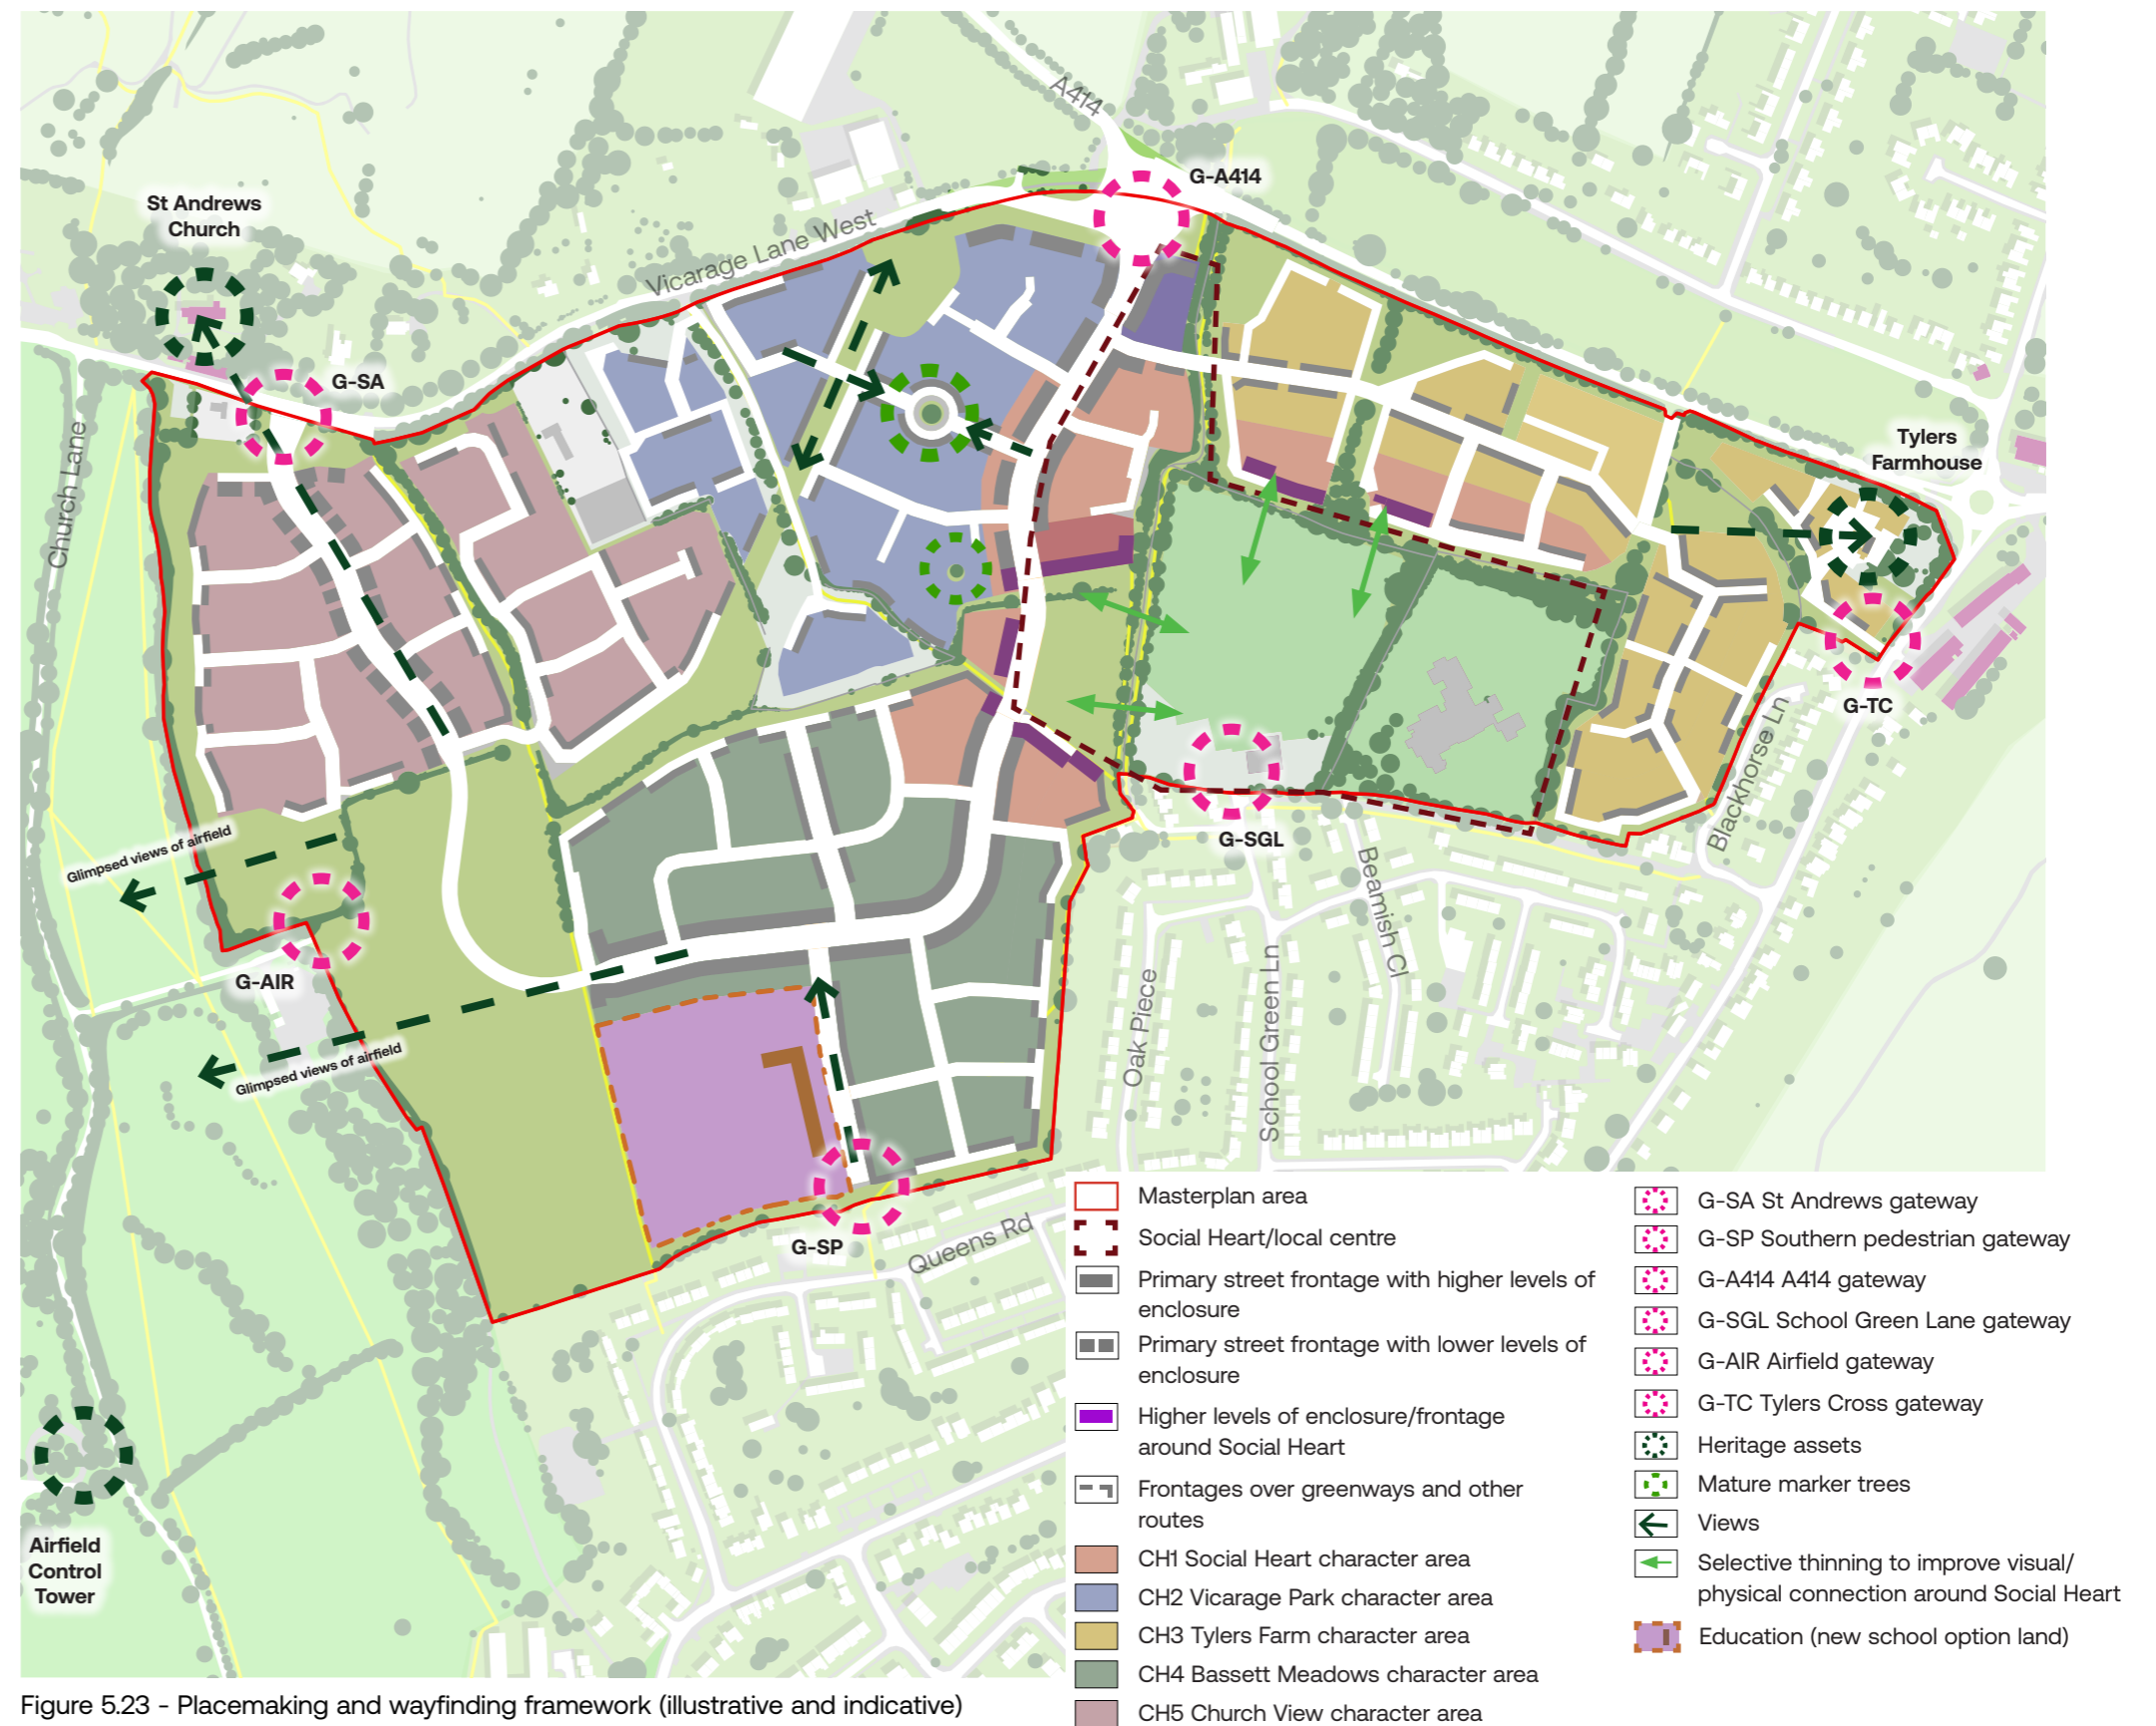 A414
G-A414
St Andrews
Church
Vicarage Lane West
G-SA
Church Lane
Tylers
Farmhouse
G-TC
Blackhorse Ln
G-SGL
Beamish Cl
Glimpsed views of airfield
G-AIR
Glimpsed views of airfield
Oak Piece
School Green Ln
G-SP
Queens Rd
Airfield
Control
Tower
Masterplan area
Social Heart/local centre
Primary street frontage with higher levels of
enclosure
Primary street frontage with lower levels of
enclosure
Higher levels of enclosure/frontage
around Social Heart
Frontages over greenways and other
routes
CH1 Social Heart character area
CH2 Vicarage Park character area
CH3 Tylers Farm character area
CH4 Bassett Meadows character area
CH5 Church View character area
G-SA St Andrews gateway
G-SP Southern pedestrian gateway
G-A414 A414 gateway
G-SGL School Green Lane gateway
G-AIR Airfield gateway
G-TC Tylers Cross gateway
Heritage assets
Mature marker trees
Views
Selective thinning to improve visual/
physical connection around Social Heart
Education (new school option land)
Figure 5.23 - Placemaking and wayfinding framework (illustrative and indicative)